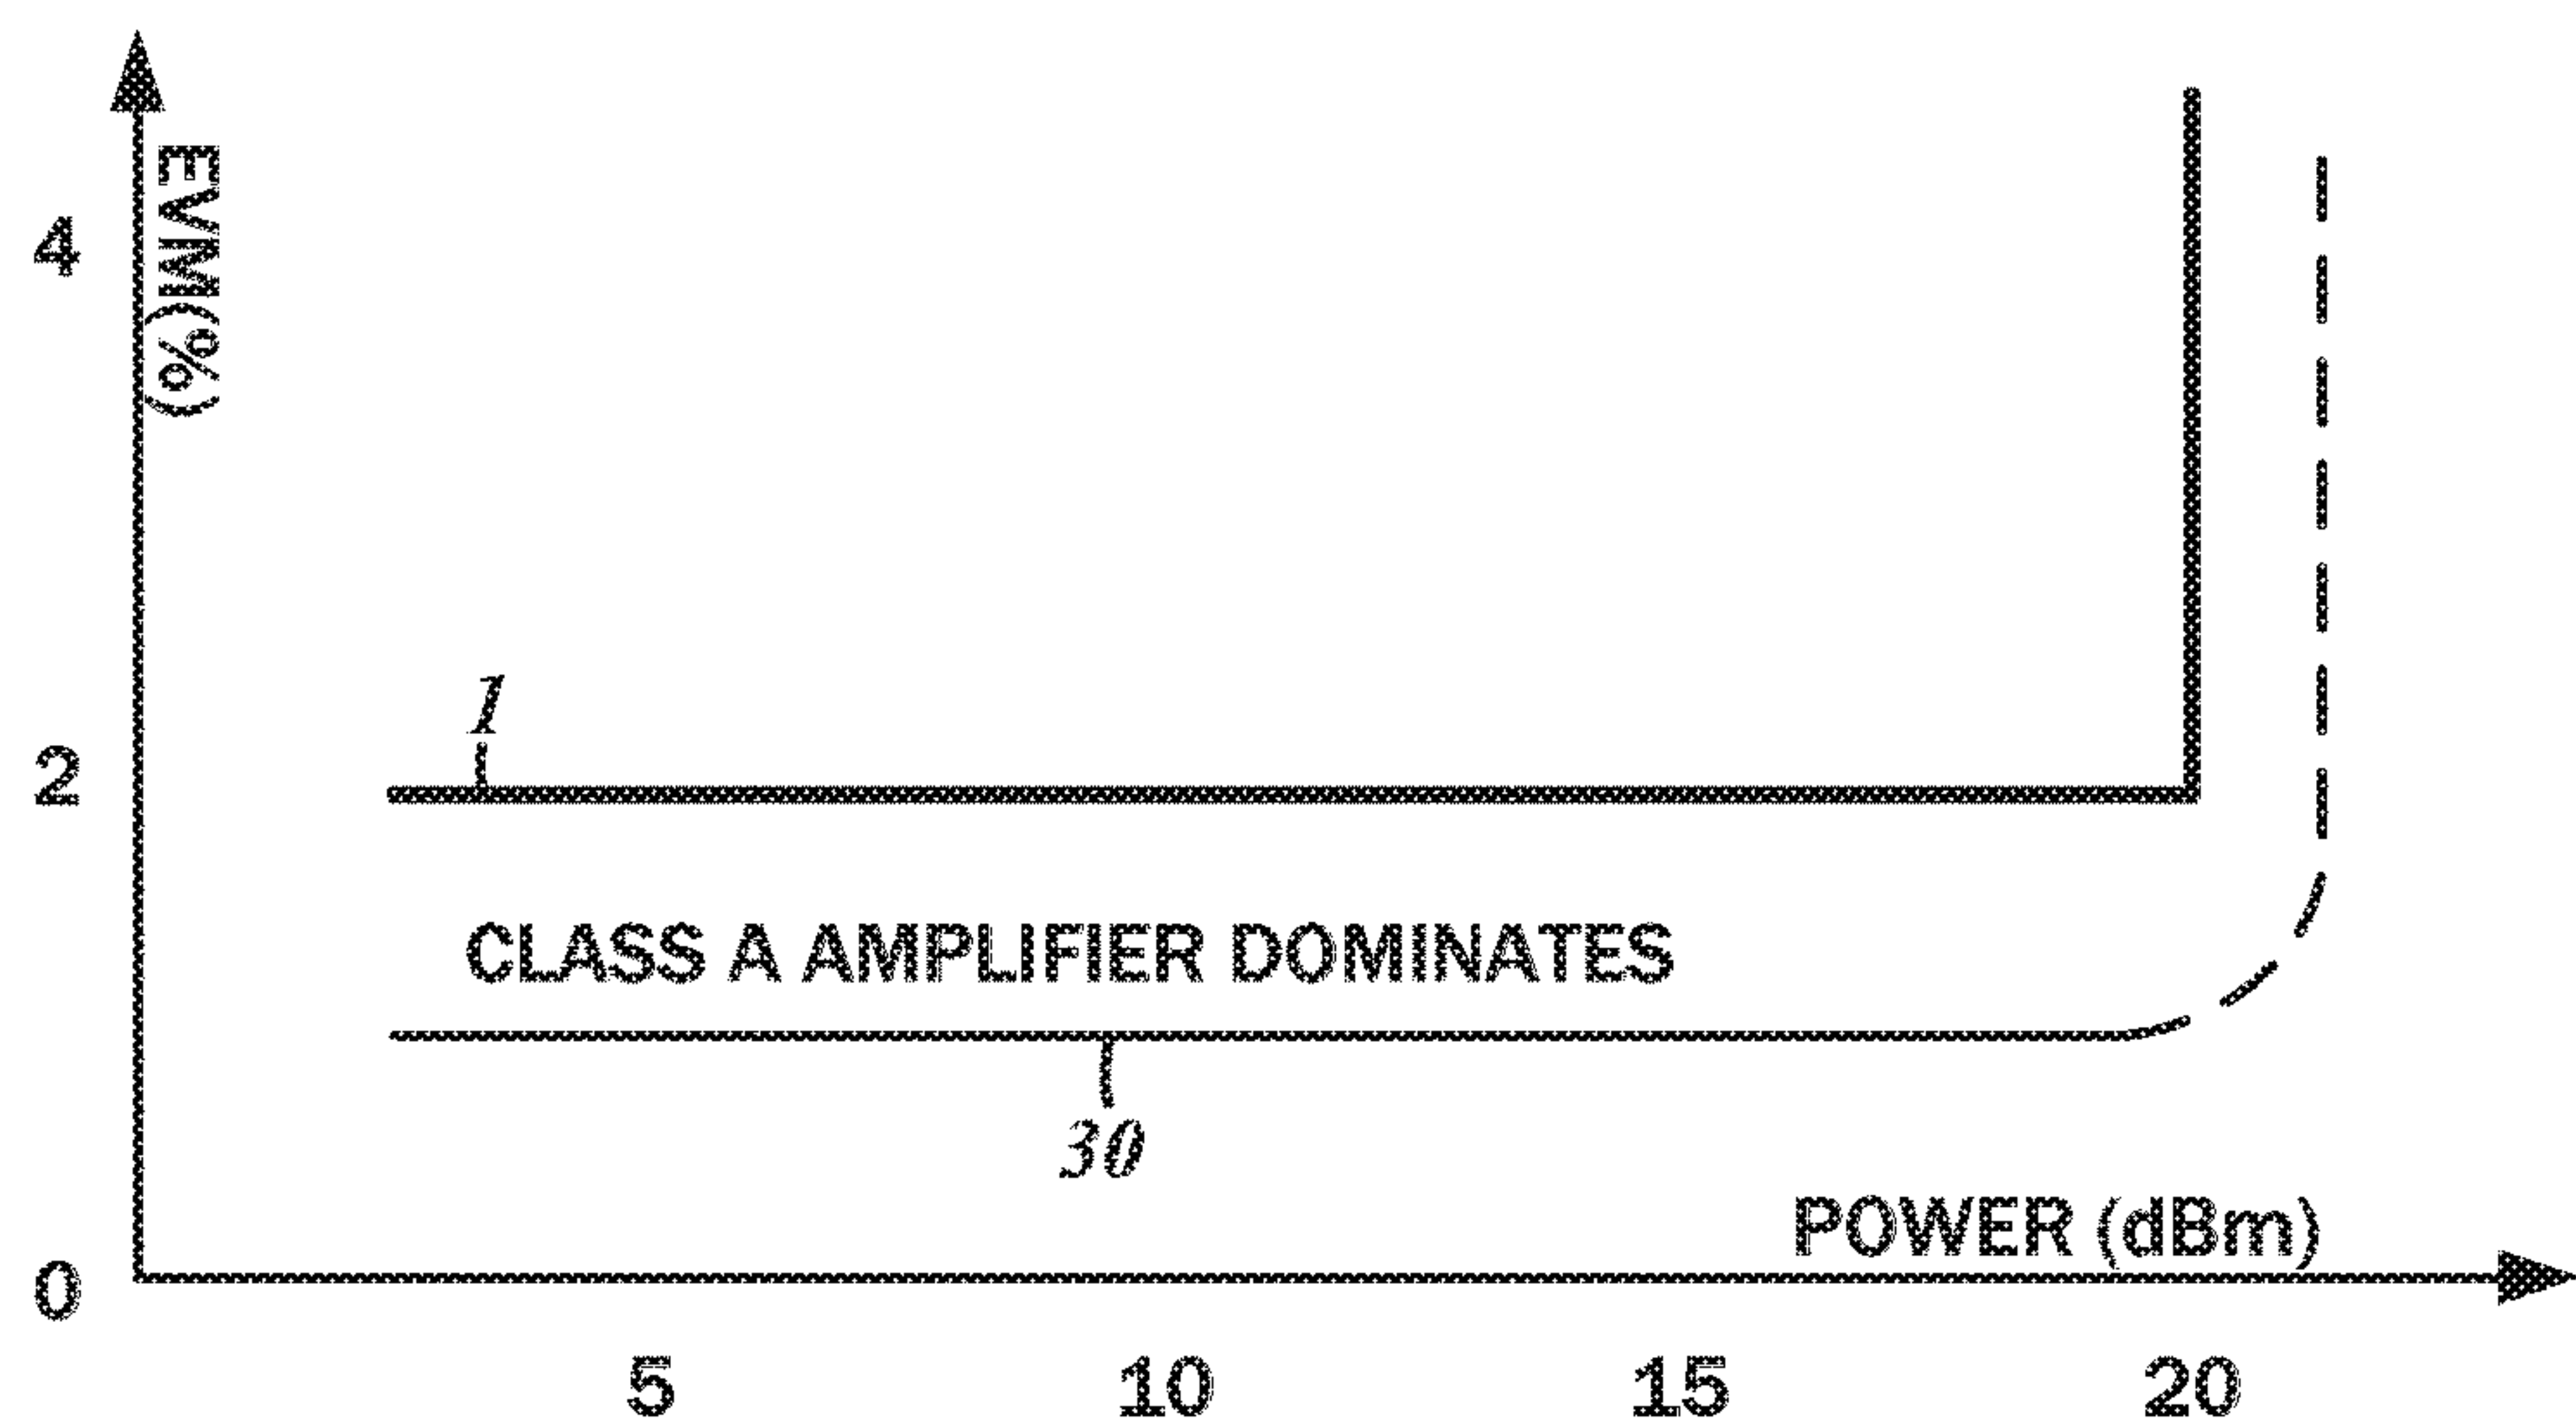 EVM(%)
4
1
2
CLASS A AMPLIFIER DOMINATES
30
POWER (dBm)
0
5 10 15 20